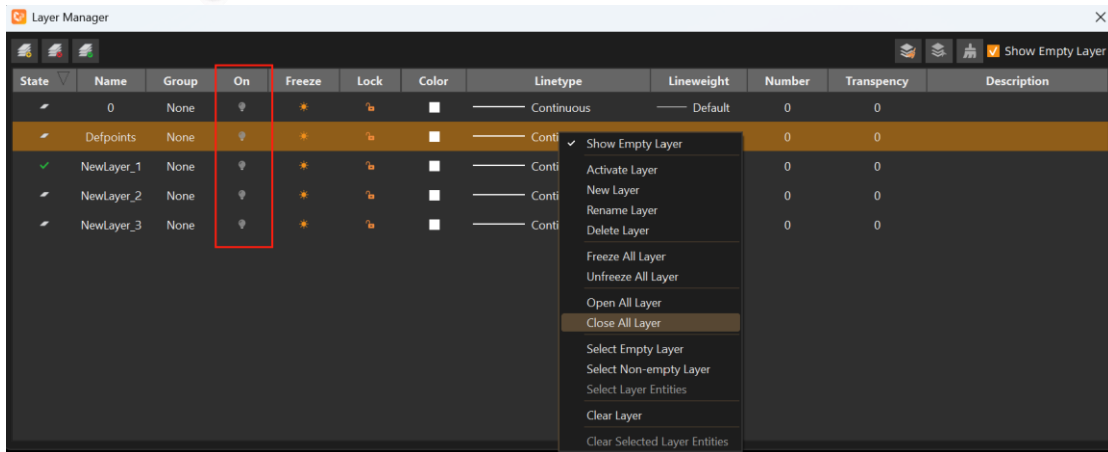 Layer Manager
Show Empty Layer
State Name Group On Freeze Lock Color Linetype Lineweight Number Transpency Description
0 None Continuous Default 0 0
Defpoints None Conti 0 0
NewLayer_1 None Conti 0 0
NewLayer_2 None Conti 0 0
NewLayer_3 None Conti 0 0
Show Empty Layer
Activate Layer
New Layer
Rename Layer
Delete Layer
Freeze All Layer
Unfreeze All Layer
Open All Layer
Close All Layer
Select Empty Layer
Select Non-empty Layer
Select Layer Entities
Clear Layer
Clear Selected Layer Entities